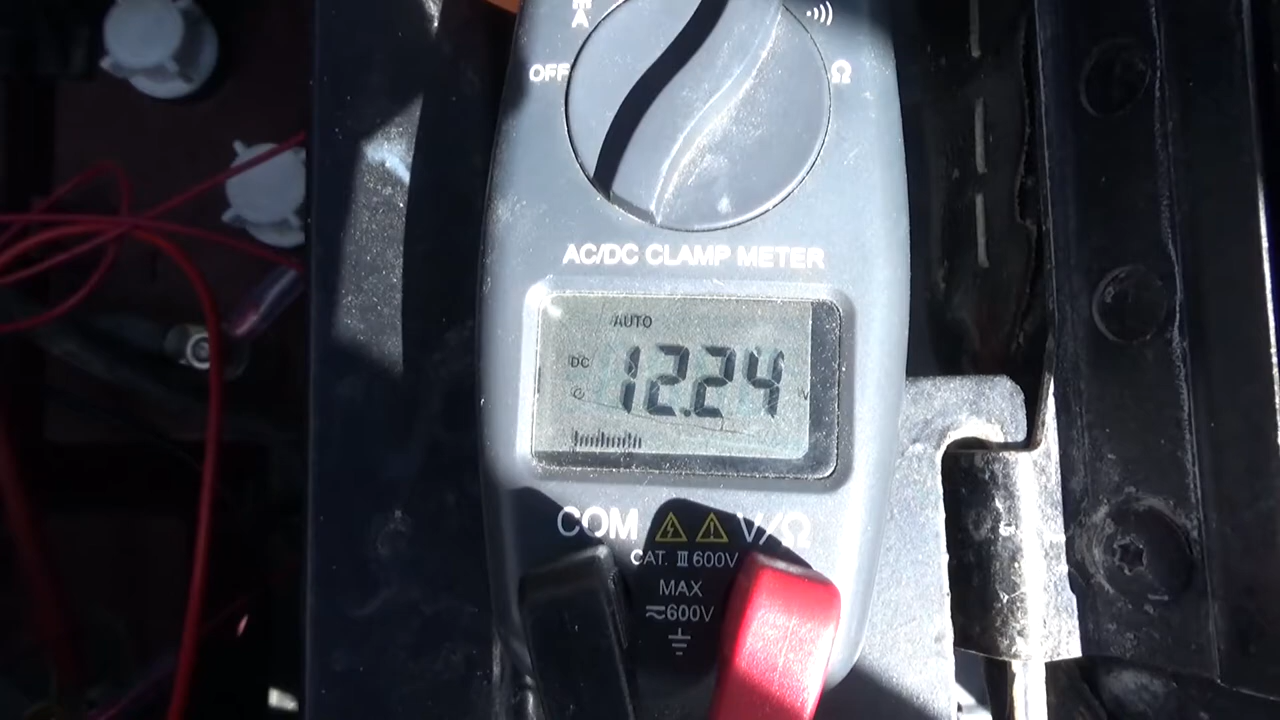 A
OFF
Ω
AC/DC CLAMP METER
AUTO
DC
12.24
V
COM
V/Ω
CAT. III 600V
MAX
≂600V